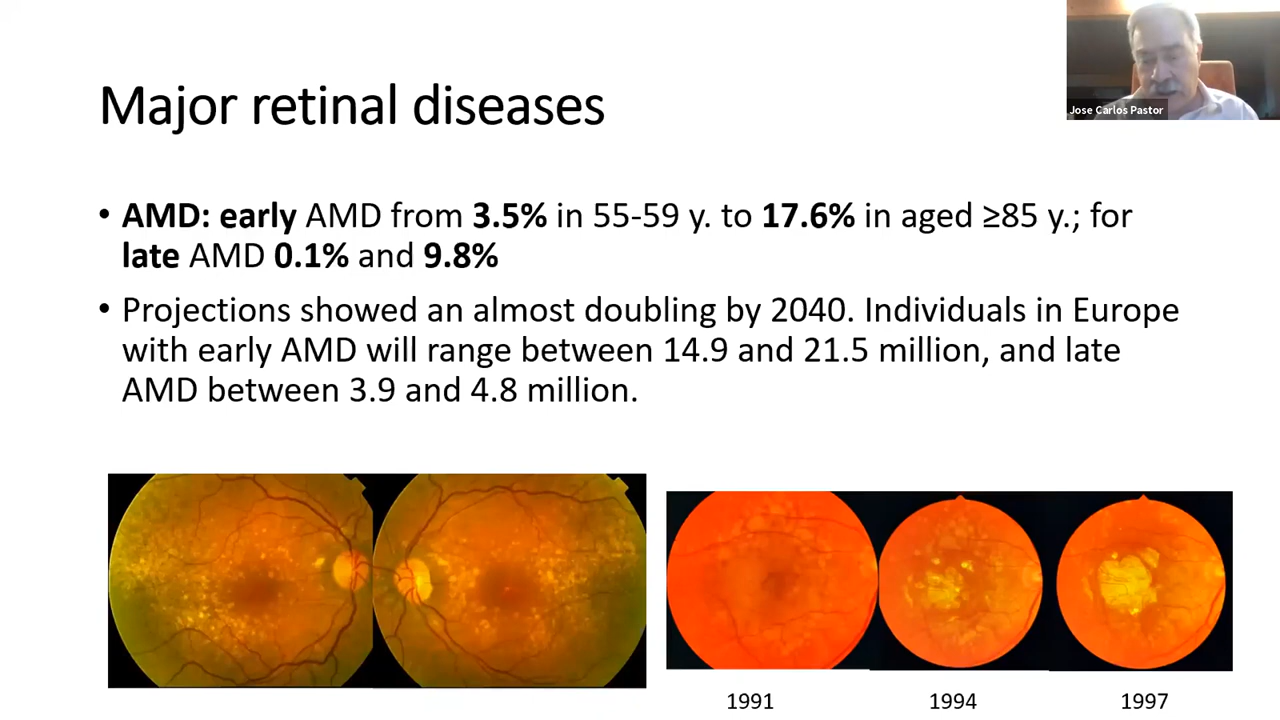 Jose Carlos Pastor
Major retinal diseases
• AMD: early AMD from 3.5% in 55-59 y. to 17.6% in aged ≥85 y.; for
late AMD 0.1% and 9.8%
• Projections showed an almost doubling by 2040. Individuals in Europe
with early AMD will range between 14.9 and 21.5 million, and late
AMD between 3.9 and 4.8 million.
1991
1994
1997